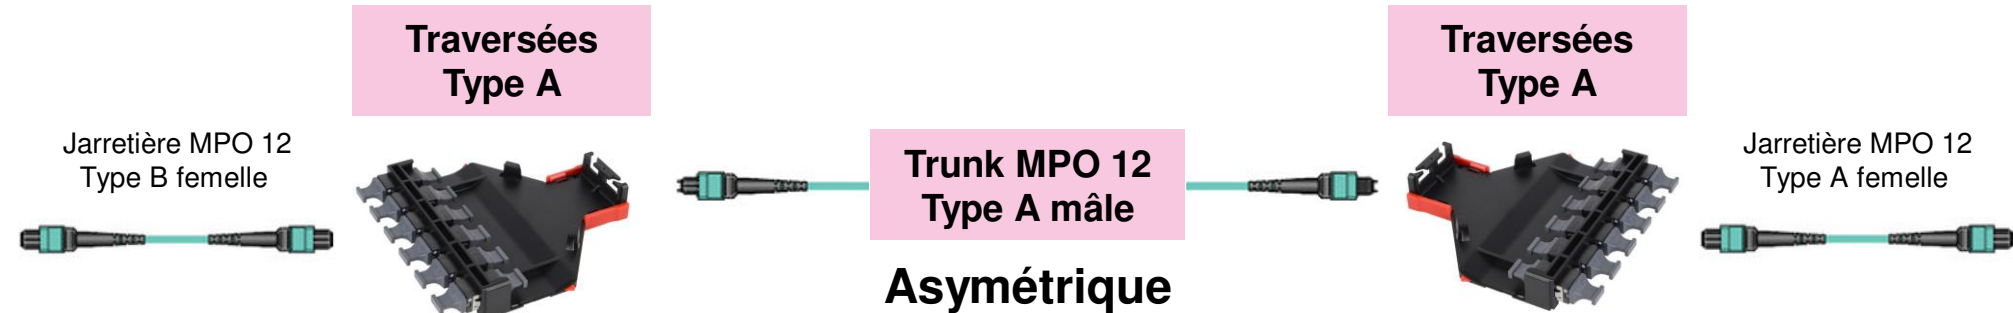 Traversées
Type A
Traversées
Type A
Jarretière MPO 12
Type B femelle
Trunk MPO 12
Type A mâle
Jarretière MPO 12
Type A femelle
Asymétrique